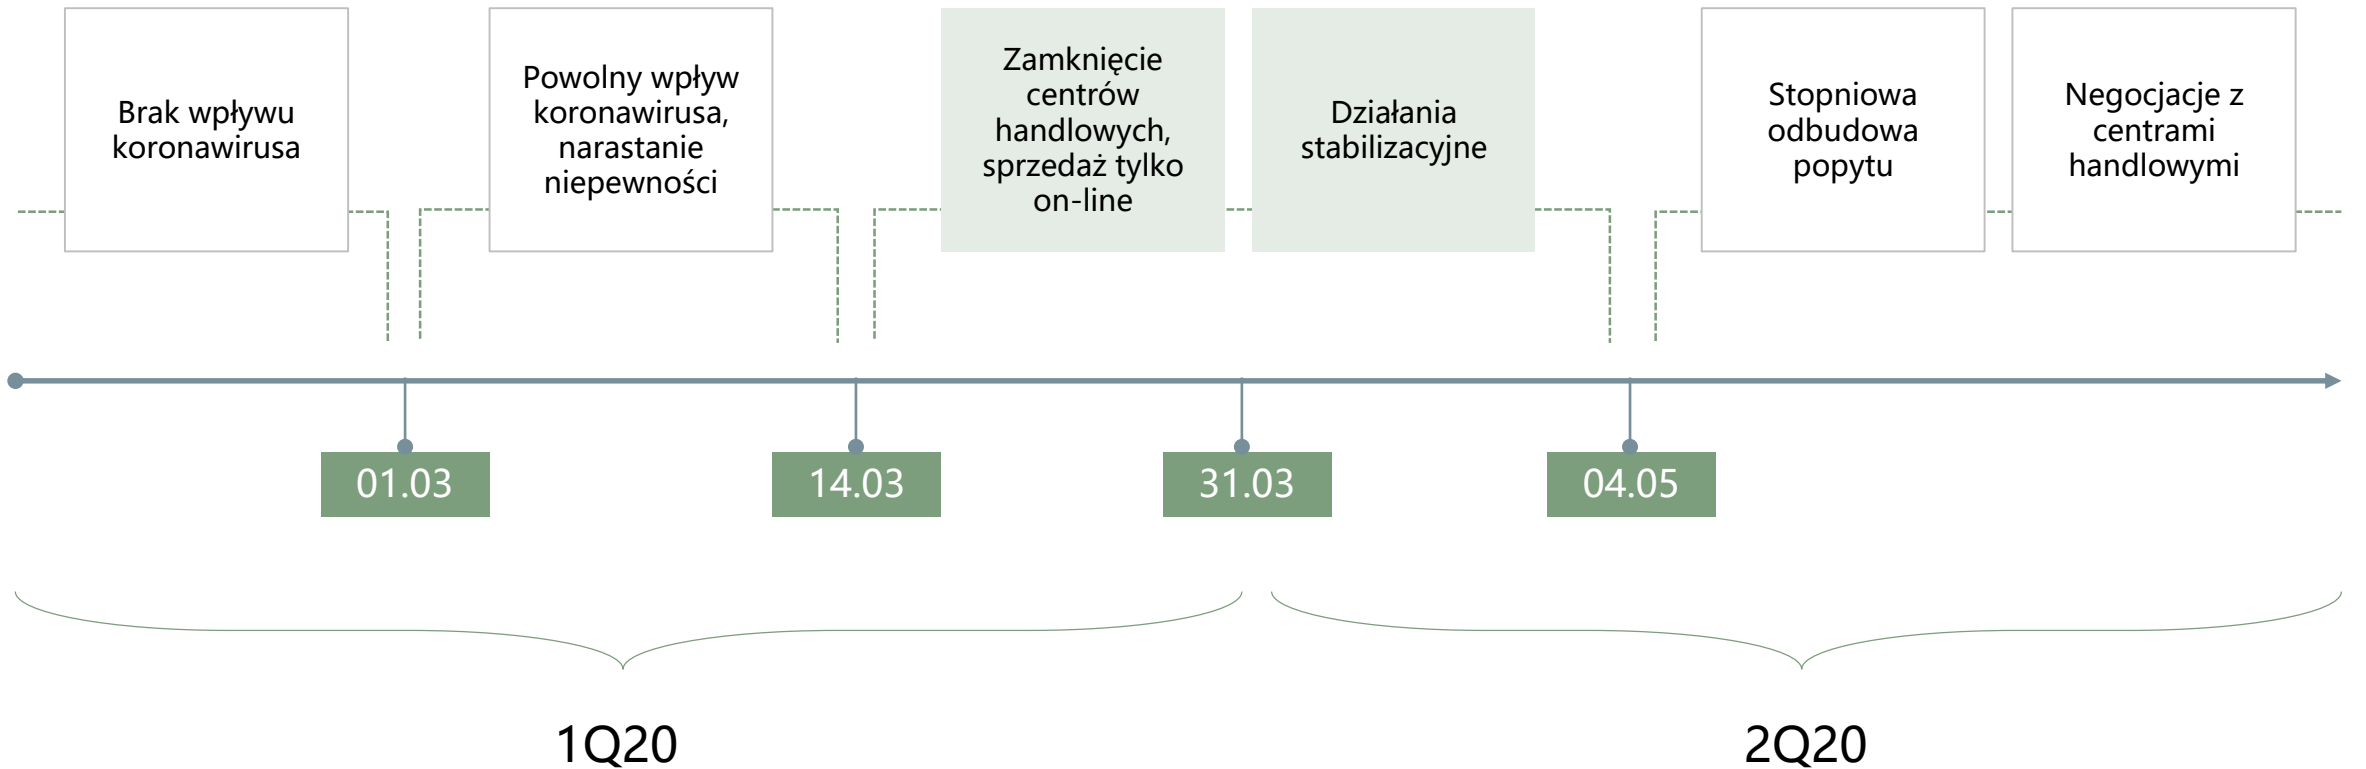 Brak wpływu
koronawirusa
Powolny wpływ
koronawirusa,
narastanie
niepewności
Zamknięcie
centrów
handlowych,
sprzedaż tylko
on-line
Działania
stabilizacyjne
Stopniowa
odbudowa
popytu
Negocjacje z
centrami
handlowymi
01.03
14.03
31.03
04.05
1Q20
2Q20